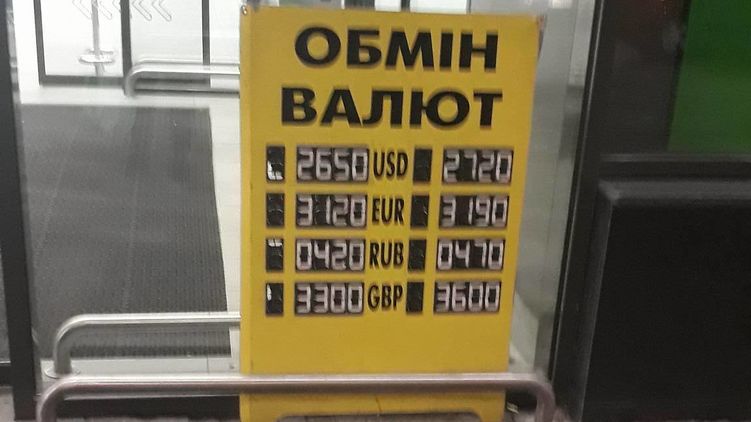 ОБМІН
ВАЛЮТ
2650 USD 2720
3120 EUR 3190
0420 RUB 0470
3300 GBP 3600